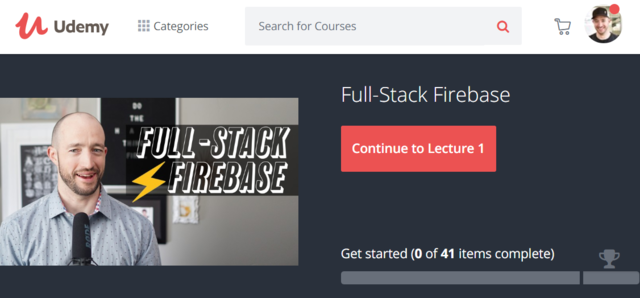 Udemy
Categories
Search for Courses
Full-Stack Firebase
DO
THE
FULL-STACK
FIREBASE
Continue to Lecture 1
Get started (0 of 41 items complete)